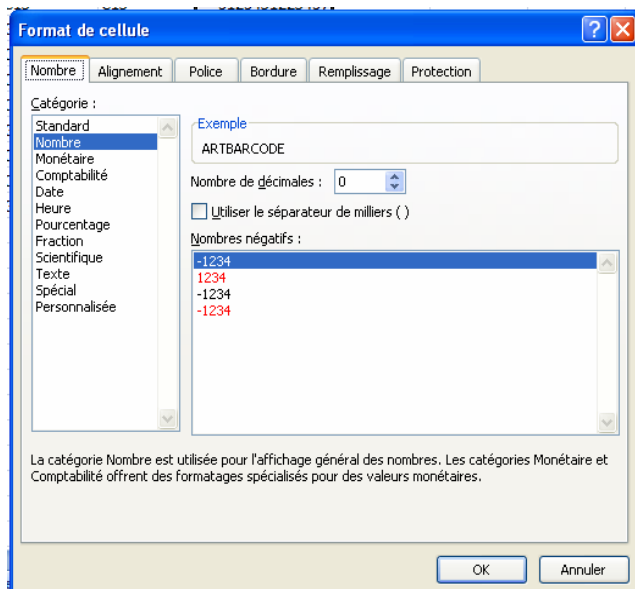 Format de cellule
Nombre Alignement Police Bordure Remplissage Protection
Catégorie :
Standard
Nombre
Monétaire
Comptabilité
Date
Heure
Pourcentage
Fraction
Scientifique
Texte
Spécial
Personnalisée
Exemple
ARTBARCODE
Nombre de décimales : 0
Utiliser le séparateur de milliers ( )
Nombres négatifs :
-1234
1234
-1234
-1234
La catégorie Nombre est utilisée pour l'affichage général des nombres. Les catégories Monétaire et
Comptabilité offrent des formatages spécialisés pour des valeurs monétaires.
OK Annuler